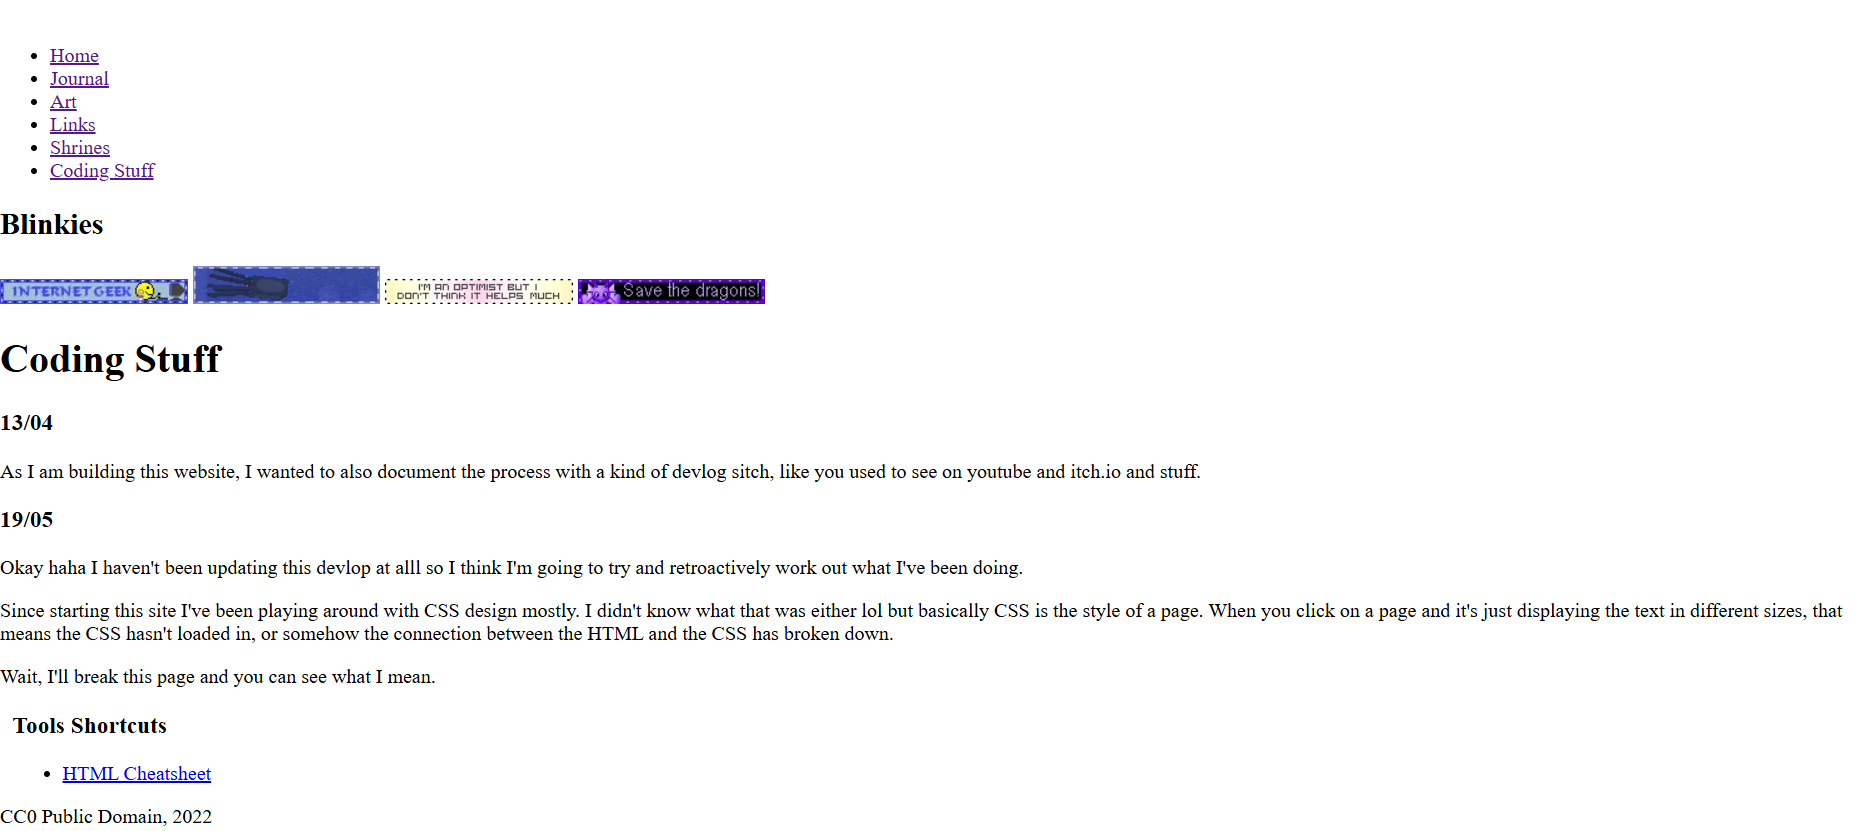 Home
Journal
Art
Links
Shrines
Coding Stuff
Blinkies
INTERNET GEEK
I'M AN OPTIMIST BUT I
DON'T THINK IT HELPS MUCH
Save the dragons!
Coding Stuff
13/04
As I am building this website, I wanted to also document the process with a kind of devlog sitch, like you used to see on youtube and itch.io and stuff.
19/05
Okay haha I haven't been updating this devlop at alll so I think I'm going to try and retroactively work out what I've been doing.
Since starting this site I've been playing around with CSS design mostly. I didn't know what that was either lol but basically CSS is the style of a page. When you click on a page and it's just displaying the text in different sizes, that
means the CSS hasn't loaded in, or somehow the connection between the HTML and the CSS has broken down.
Wait, I'll break this page and you can see what I mean.
Tools Shortcuts
HTML Cheatsheet
CC0 Public Domain, 2022